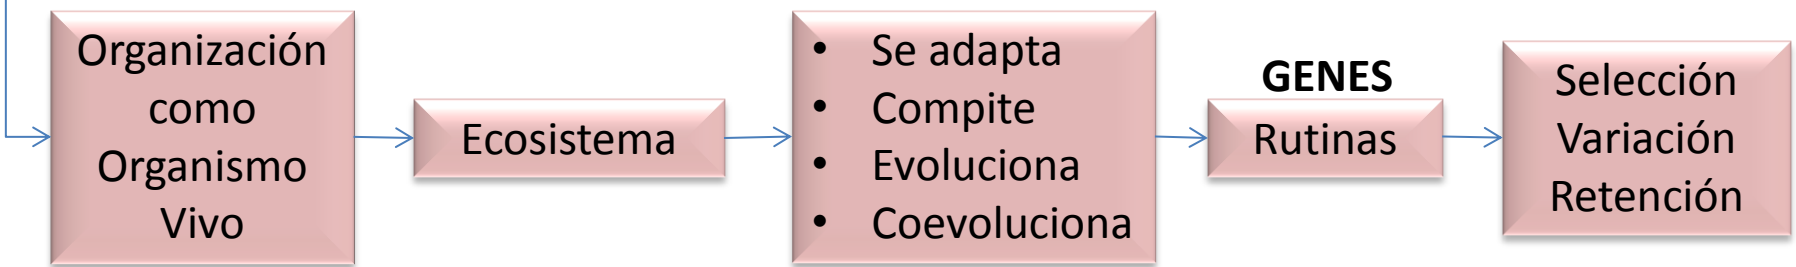 Organización
como
Organismo
Vivo
Ecosistema
• Se adapta
• Compite
• Evoluciona
• Coevoluciona
GENES
Rutinas
Selección
Variación
Retención